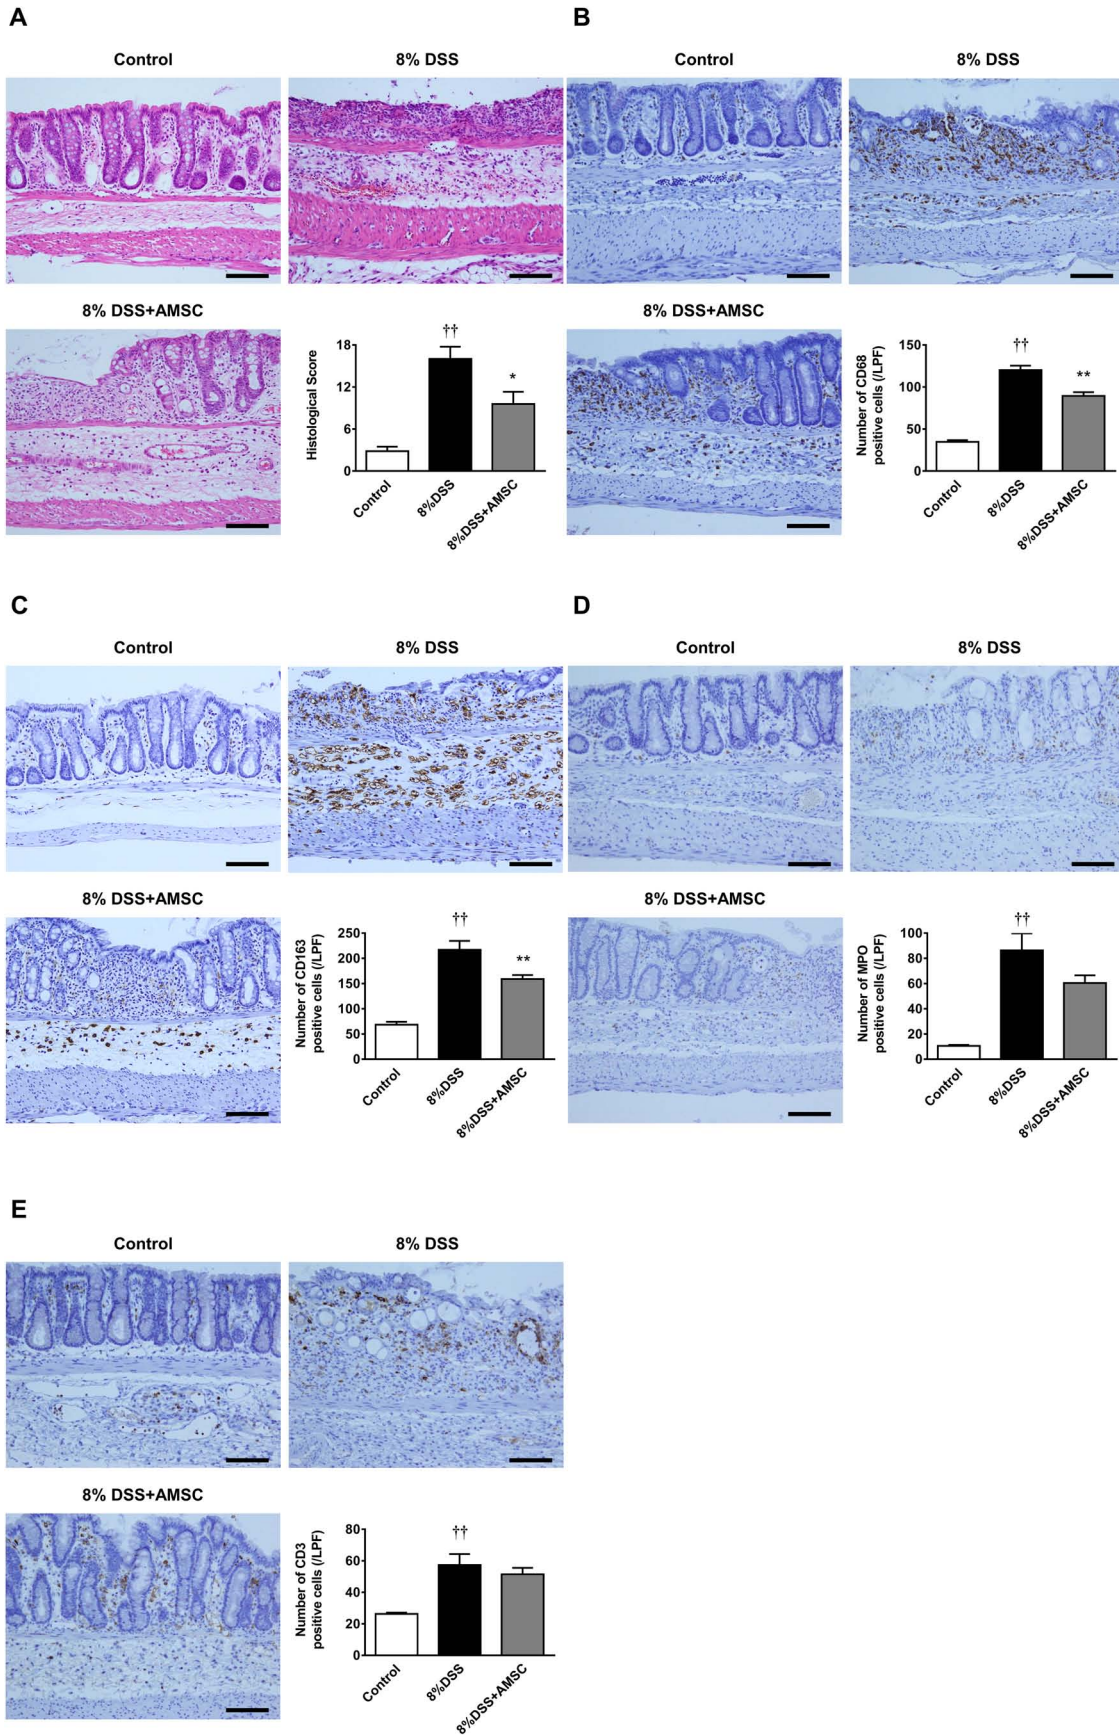 A
B
Control
8% DSS
Control
8% DSS
8% DSS+AMSC
8% DSS+AMSC
Histological Score
18
12
6
0
††
*
Control
8%DSS
8%DSS+AMSC
Number of CD68
positive cells (/LPF)
150
100
50
0
††
**
Control
8%DSS
8%DSS+AMSC
C
D
Control
8% DSS
Control
8% DSS
8% DSS+AMSC
8% DSS+AMSC
Number of CD163
positive cells (/LPF)
250
200
150
100
50
0
††
**
Control
8%DSS
8%DSS+AMSC
Number of MPO
positive cells (/LPF)
100
80
60
40
20
0
††
Control
8%DSS
8%DSS+AMSC
E
Control
8% DSS
8% DSS+AMSC
Number of CD3
positive cells (/LPF)
80
60
40
20
0
††
Control
8%DSS
8%DSS+AMSC